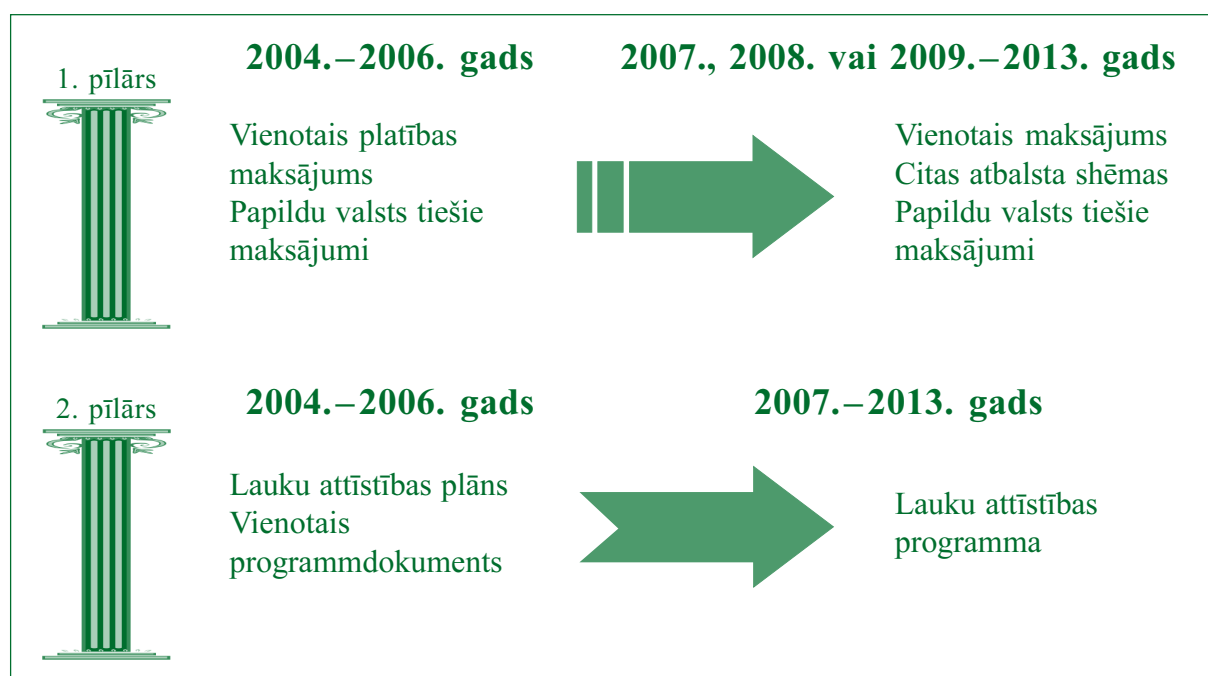 1. pīlārs
2004.–2006. gads
2007., 2008. vai 2009.–2013. gads
Vienotais platības
maksājums
Papildu valsts tiešie
maksājumi
Vienotais maksājums
Citas atbalsta shēmas
Papildu valsts tiešie
maksājumi
2. pīlārs
2004.–2006. gads
2007.–2013. gads
Lauku attīstības plāns
Vienotais
programmdokuments
Lauku attīstības
programma